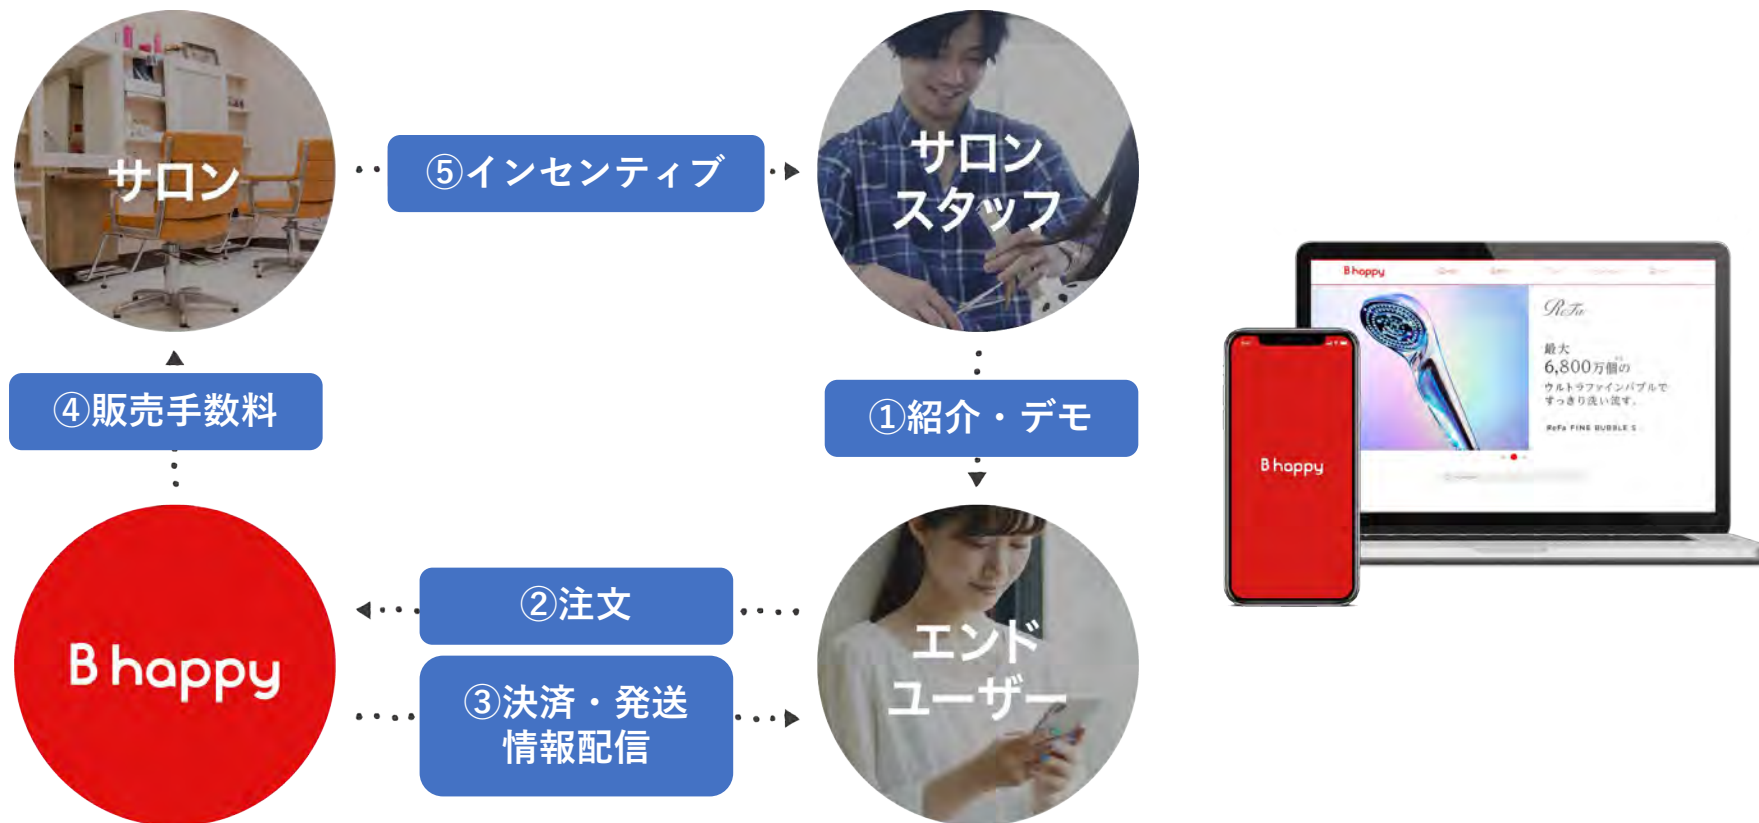 サロン
⑤インセンティブ
サロン
スタッフ
④販売手数料
①紹介・デモ
B happy
②注文
③決済・発送
情報配信
エンド
ユーザー
B happy
ReFa
最大
6,800万個の
ウルトラファインバブルで
すっきり洗い流す。
ReFa FINE BUBBLE S
B happy